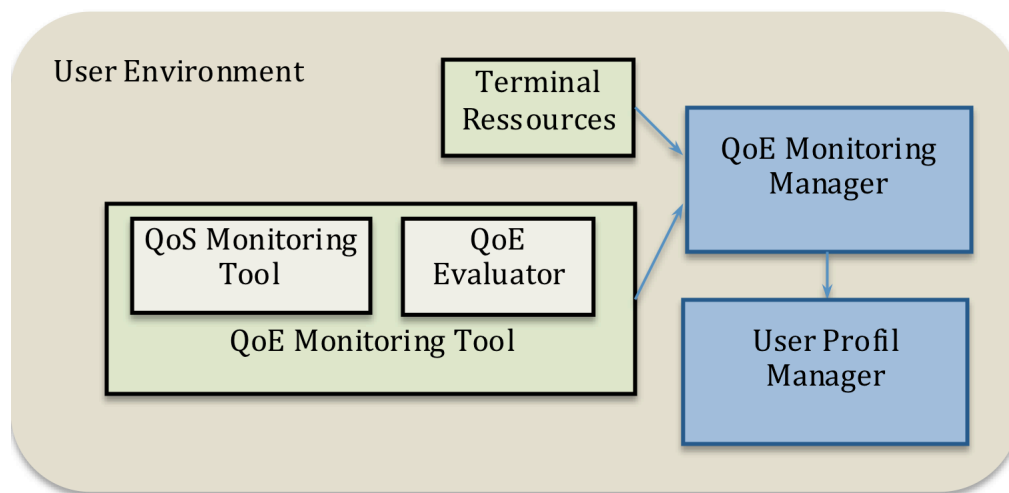 User Environment
Terminal
Ressources
QoE Monitoring
Manager
QoS Monitoring
Tool
QoE
Evaluator
QoE Monitoring Tool
User Profil
Manager